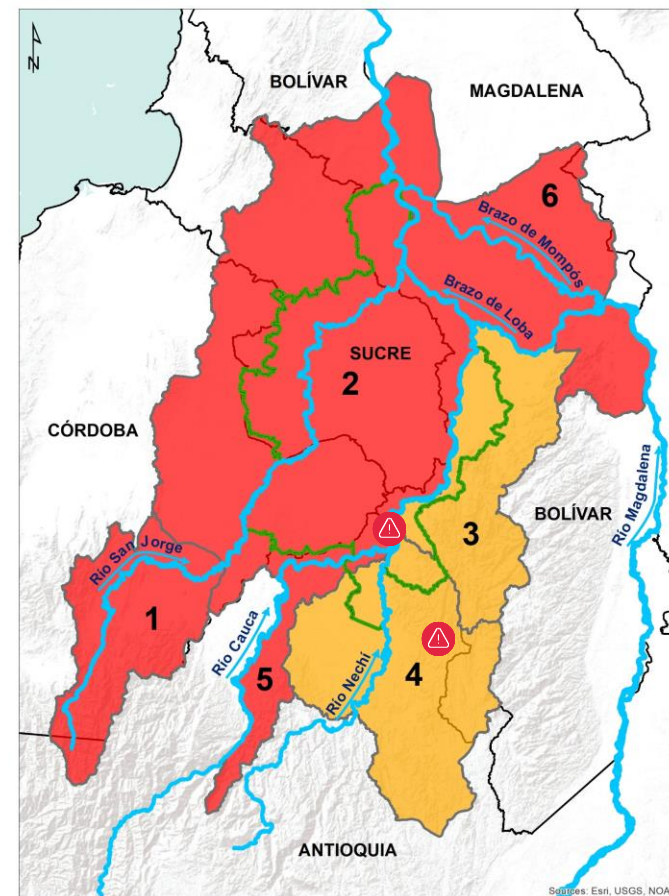 N
BOLÍVAR
MAGDALENA
6
Brazo de Mompós
Brazo de Loba
SUCRE
2
CÓRDOBA
Río Magdalena
BOLÍVAR
3
Río San Jorge
1
Río Cauca
5
Río Nechí
4
ANTIOQUIA
Sources: Esri, USGS, NOA